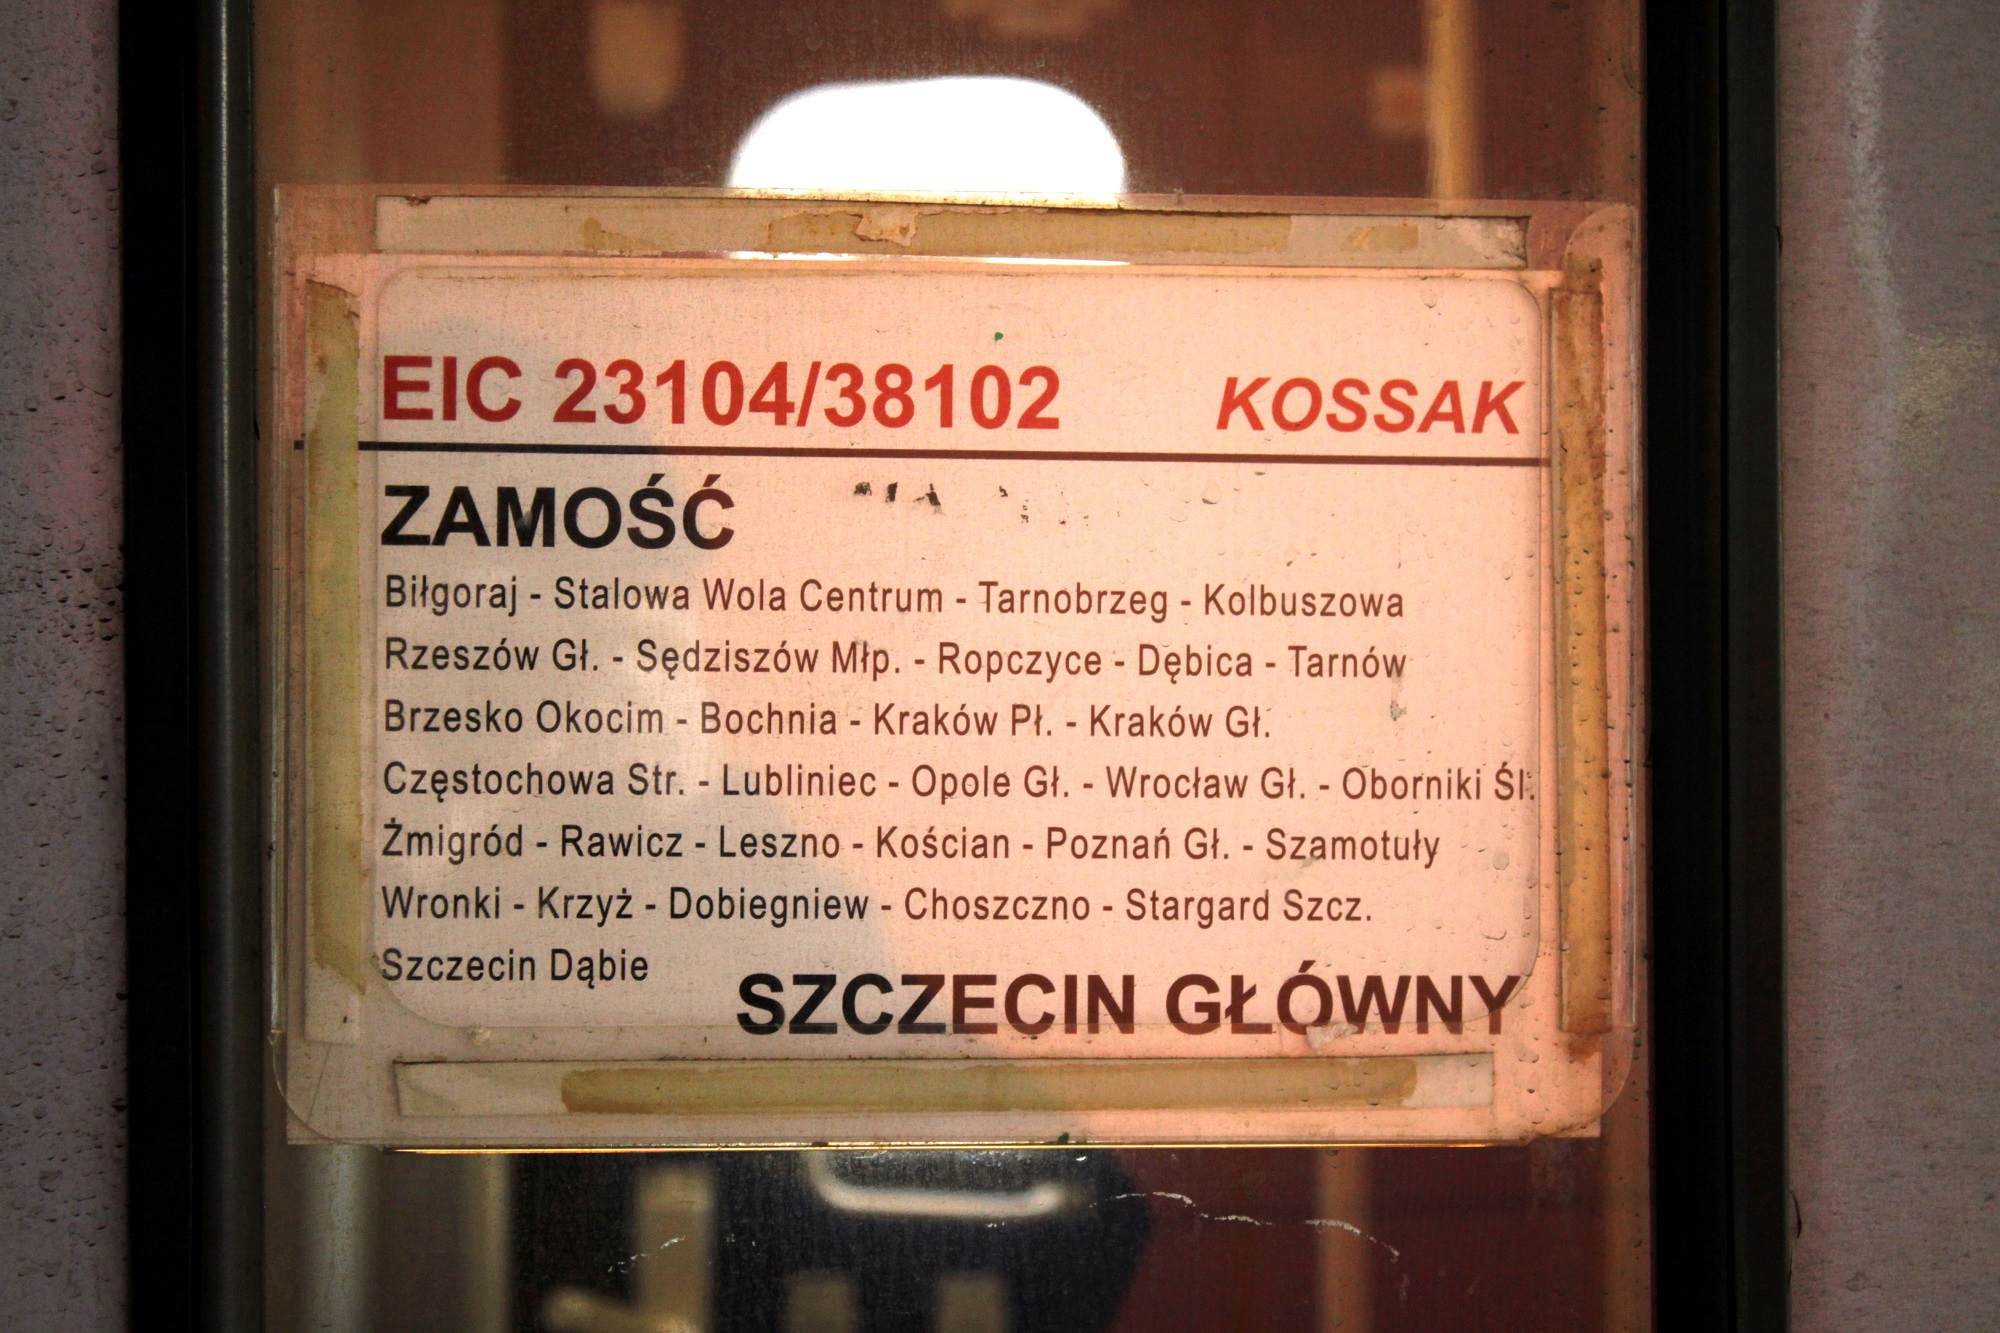 EIC 23104/38102 KOSSAK
ZAMOŚĆ
Biłgoraj - Stalowa Wola Centrum - Tarnobrzeg - Kolbuszowa
Rzeszów Gł. - Sędziszów Młp. - Ropczyce - Dębica - Tarnów
Brzesko Okocim - Bochnia - Kraków Pł. - Kraków Gł.
Częstochowa Str. - Lubliniec - Opole Gł. - Wrocław Gł. - Oborniki Śl.
Żmigród - Rawicz - Leszno - Kościan - Poznań Gł. - Szamotuły
Wronki - Krzyż - Dobiegniew - Choszczno - Stargard Szcz.
Szczecin Dąbie
SZCZECIN GŁÓWNY